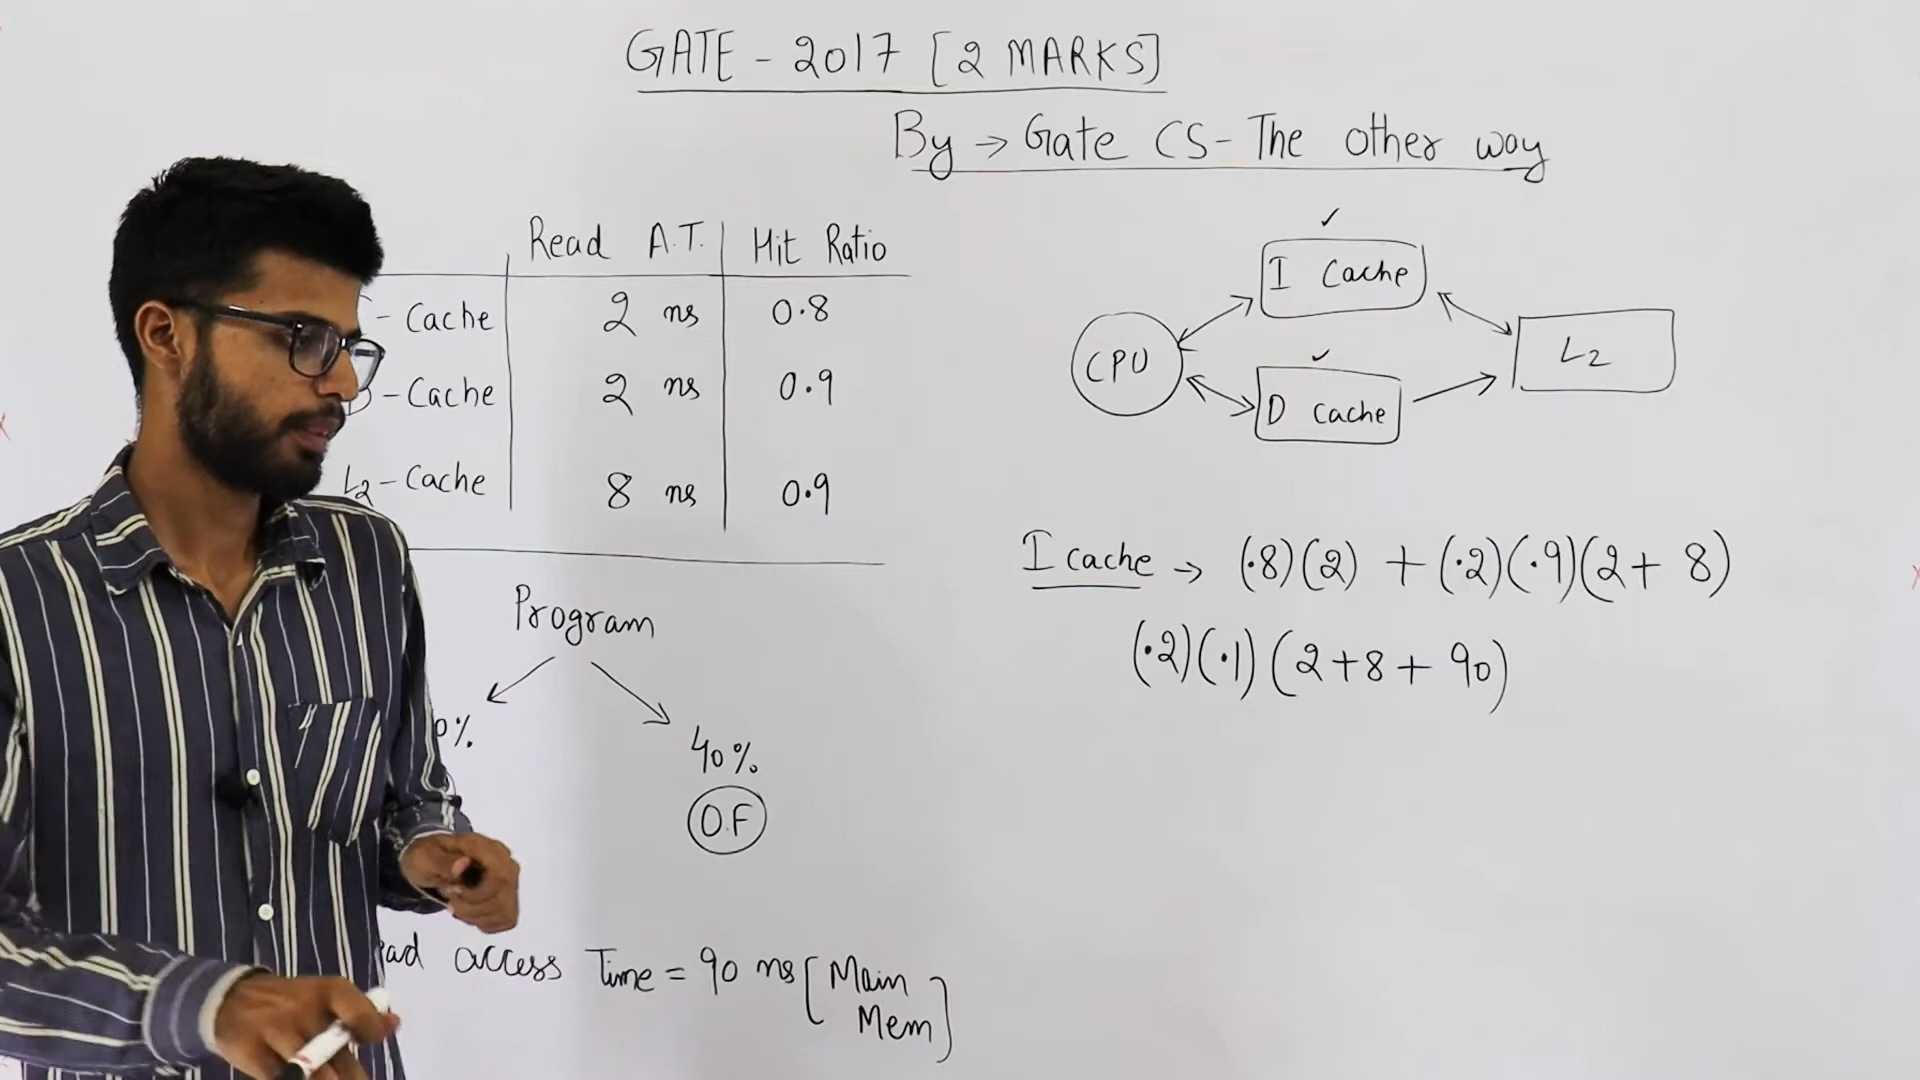 GATE - 2017 [2 MARKS]
By → Gate CS - The other way
Read A.T. Hit Ratio
- Cache 2 ns 0.8
- Cache 2 ns 0.9
L2 - Cache 8 ns 0.9
I Cache
CPU
D Cache
L2
I cache → (.8)(2) + (.2)(.9)(2 + 8)
(.2)(.1)(2+8+90)
Program
0%
40%
O.F
access Time = 90 ns [Main
Mem]